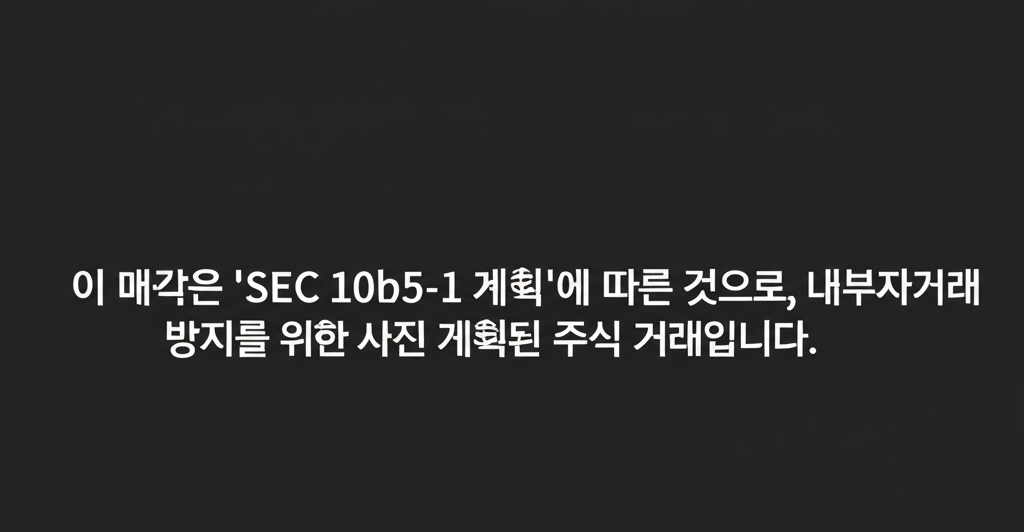 이 매각은 'SEC 10b5-1 계획'에 따른 것으로, 내부자거래
방지를 위한 사진 계획된 주식 거래입니다.